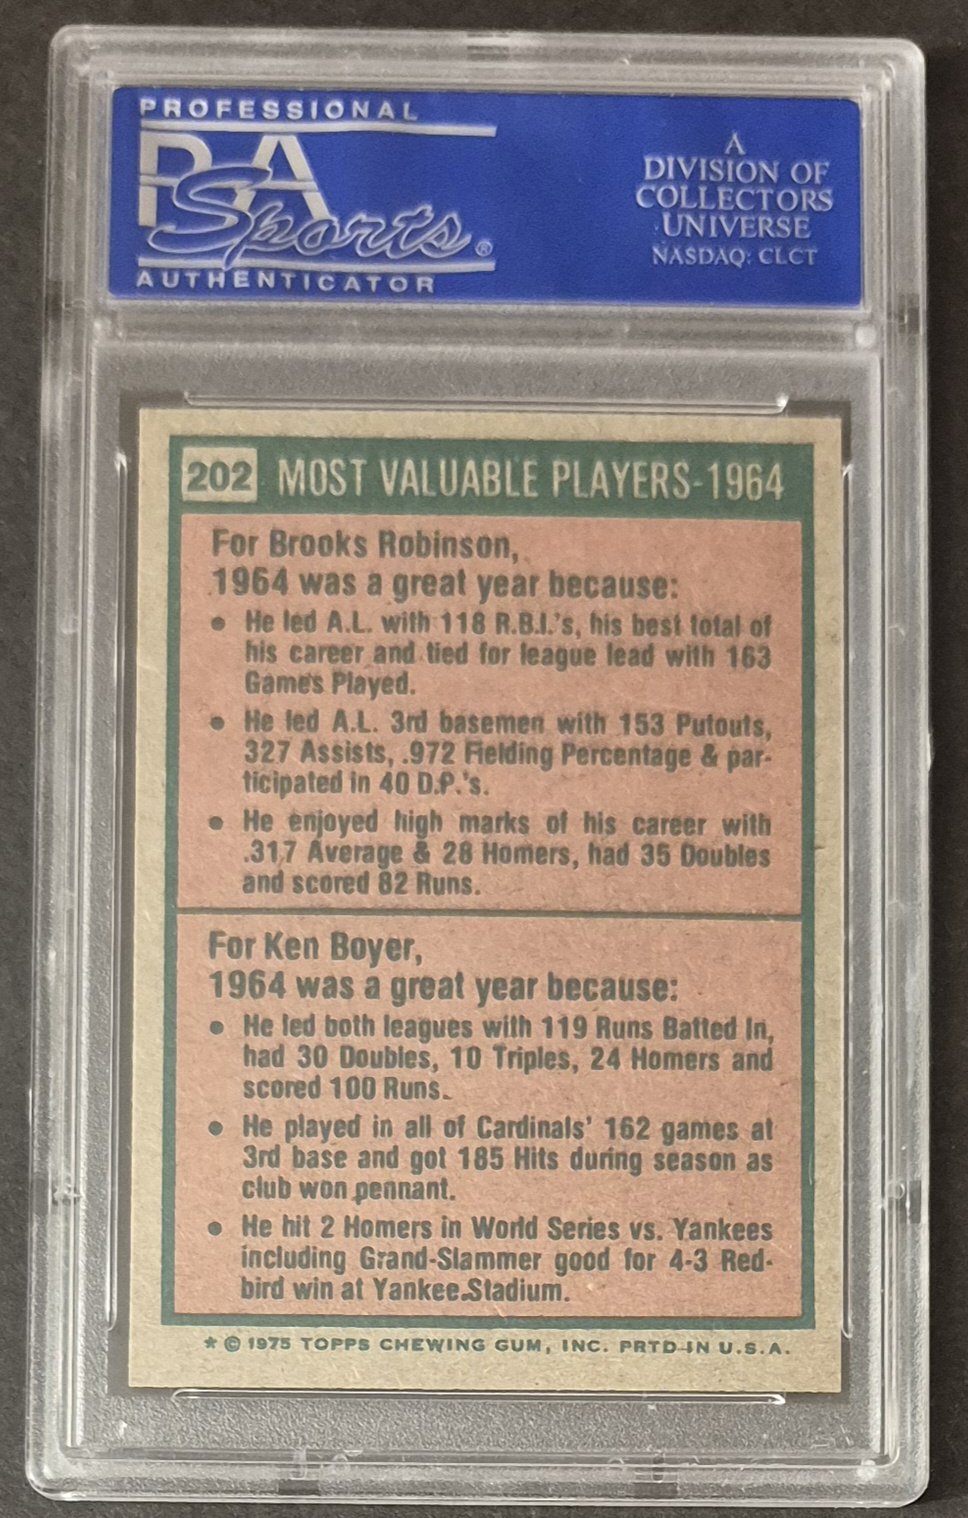 PROFESSIONAL
PSA
Sports®
AUTHENTICATOR
A
DIVISION OF
COLLECTORS
UNIVERSE
NASDAQ: CLCT
202 MOST VALUABLE PLAYERS-1964
For Brooks Robinson,
1964 was a great year because:
● He led A.L. with 118 R.B.I.'s, his best total of
his career and tied for league lead with 163
Games Played.
● He led A.L. 3rd basemen with 153 Putouts,
327 Assists, .972 Fielding Percentage & par-
ticipated in 40 D.P.'s.
● He enjoyed high marks of his career with
.317 Average & 28 Homers, had 35 Doubles
and scored 82 Runs.
For Ken Boyer,
1964 was a great year because:
● He led both leagues with 119 Runs Batted In,
had 30 Doubles, 10 Triples, 24 Homers and
scored 100 Runs.
● He played in all of Cardinals' 162 games at
3rd base and got 185 Hits during season as
club won pennant.
● He hit 2 Homers in World Series vs. Yankees
including Grand-Slammer good for 4-3 Red-
bird win at Yankee Stadium.
* © 1975 TOPPS CHEWING GUM, INC. PRTD IN U.S.A.